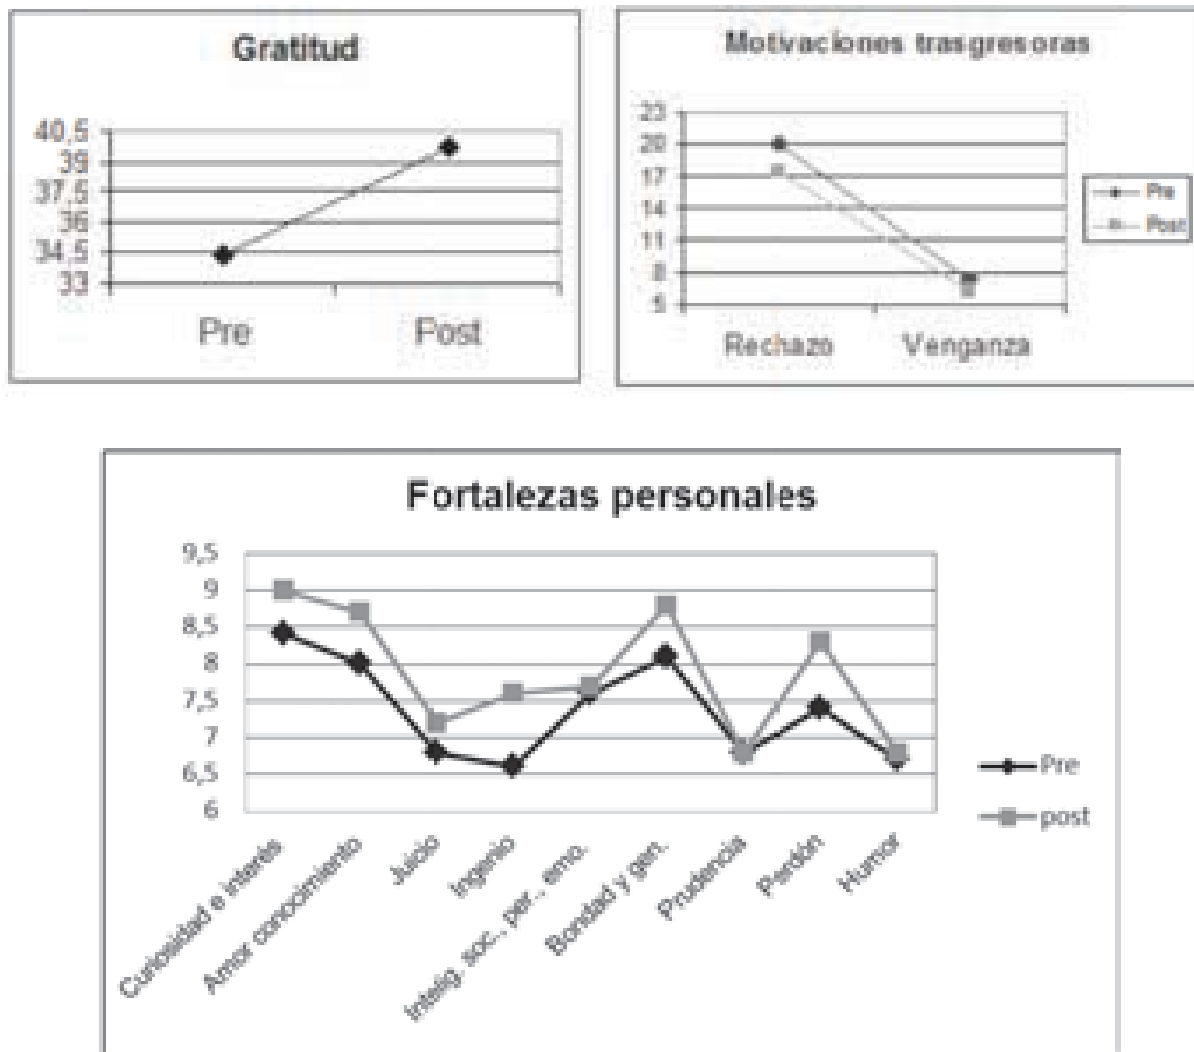 Gratitud
40,5
39
37,5
36
34,5
33
Pre Post
Motivaciones trasgresoras
23
20
17
14
11
8
5
Rechazo Venganza
Pre
Post
Fortalezas personales
9,5
9
8,5
8
7,5
7
6,5
6
Curiosidad e interés
Amor conocimiento
Juicio
Ingenio
Intelig. soc., per., emo.
Bondad y gen.
Prudencia
Perdón
Humor
Pre
post